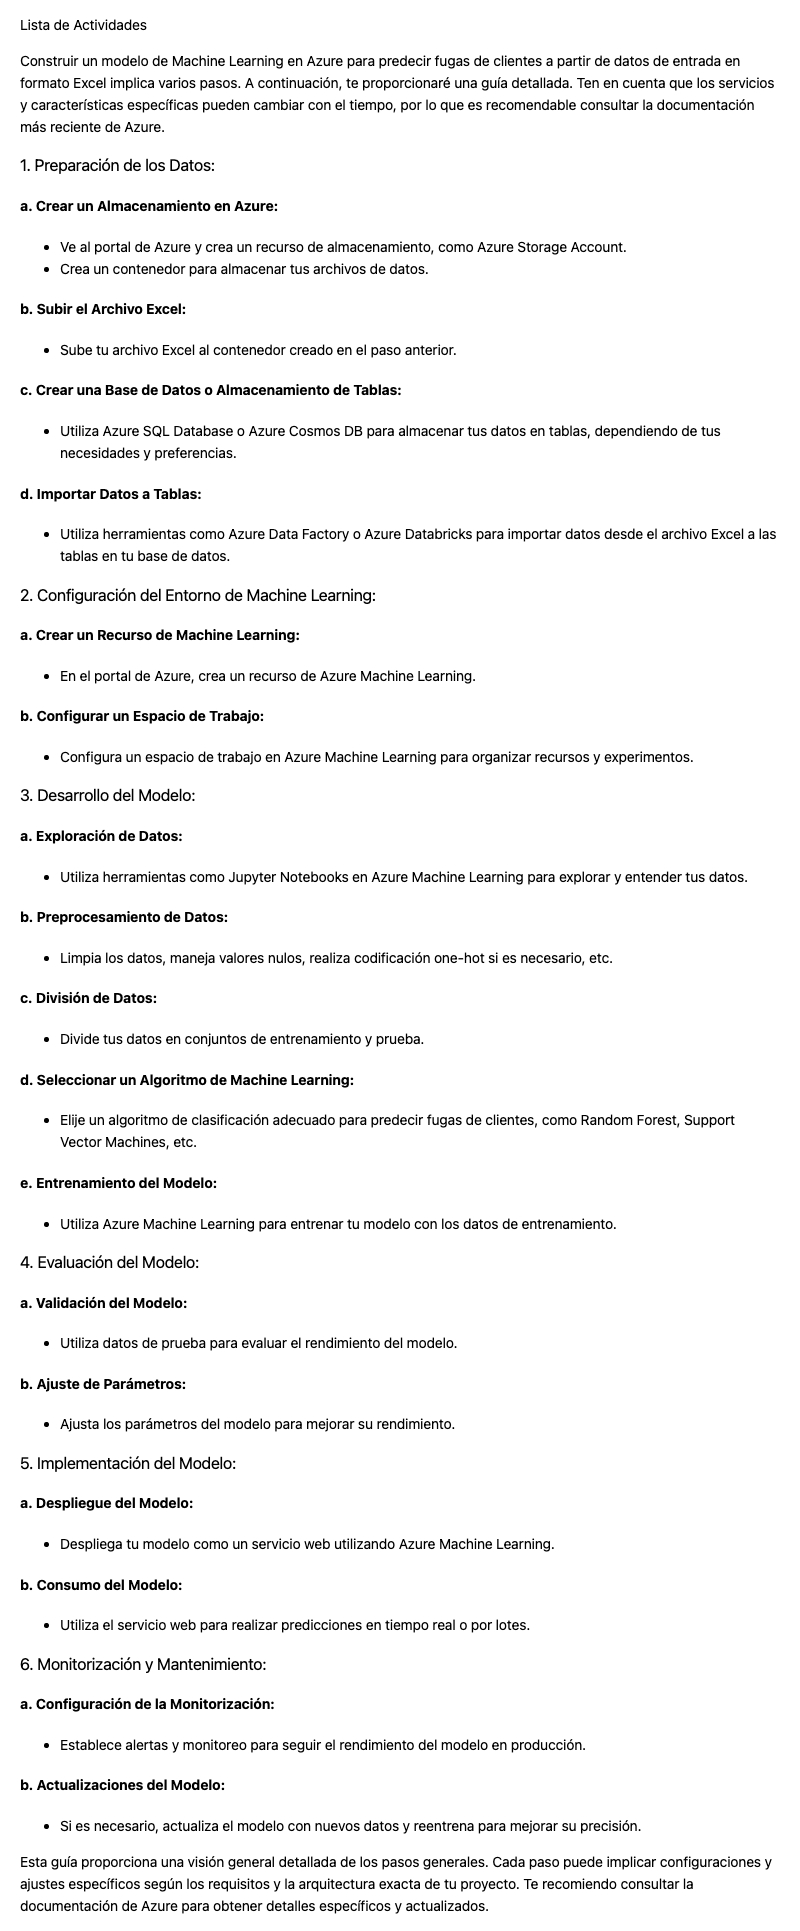 Lista de Actividades
Construir un modelo de Machine Learning en Azure para predecir fugas de clientes a partir de datos de entrada en
formato Excel implica varios pasos. A continuación, te proporcionaré una guía detallada. Ten en cuenta que los servicios
y características específicas pueden cambiar con el tiempo, por lo que es recomendable consultar la documentación
más reciente de Azure.
1. Preparación de los Datos:
a. Crear un Almacenamiento en Azure:
• Ve al portal de Azure y crea un recurso de almacenamiento, como Azure Storage Account.
• Crea un contenedor para almacenar tus archivos de datos.
b. Subir el Archivo Excel:
• Sube tu archivo Excel al contenedor creado en el paso anterior.
c. Crear una Base de Datos o Almacenamiento de Tablas:
• Utiliza Azure SQL Database o Azure Cosmos DB para almacenar tus datos en tablas, dependiendo de tus
necesidades y preferencias.
d. Importar Datos a Tablas:
• Utiliza herramientas como Azure Data Factory o Azure Databricks para importar datos desde el archivo Excel a las
tablas en tu base de datos.
2. Configuración del Entorno de Machine Learning:
a. Crear un Recurso de Machine Learning:
• En el portal de Azure, crea un recurso de Azure Machine Learning.
b. Configurar un Espacio de Trabajo:
• Configura un espacio de trabajo en Azure Machine Learning para organizar recursos y experimentos.
3. Desarrollo del Modelo:
a. Exploración de Datos:
• Utiliza herramientas como Jupyter Notebooks en Azure Machine Learning para explorar y entender tus datos.
b. Preprocesamiento de Datos:
• Limpia los datos, maneja valores nulos, realiza codificación one-hot si es necesario, etc.
c. División de Datos:
• Divide tus datos en conjuntos de entrenamiento y prueba.
d. Seleccionar un Algoritmo de Machine Learning:
• Elije un algoritmo de clasificación adecuado para predecir fugas de clientes, como Random Forest, Support
Vector Machines, etc.
e. Entrenamiento del Modelo:
• Utiliza Azure Machine Learning para entrenar tu modelo con los datos de entrenamiento.
4. Evaluación del Modelo:
a. Validación del Modelo:
• Utiliza datos de prueba para evaluar el rendimiento del modelo.
b. Ajuste de Parámetros:
• Ajusta los parámetros del modelo para mejorar su rendimiento.
5. Implementación del Modelo:
a. Despliegue del Modelo:
• Despliega tu modelo como un servicio web utilizando Azure Machine Learning.
b. Consumo del Modelo:
• Utiliza el servicio web para realizar predicciones en tiempo real o por lotes.
6. Monitorización y Mantenimiento:
a. Configuración de la Monitorización:
• Establece alertas y monitoreo para seguir el rendimiento del modelo en producción.
b. Actualizaciones del Modelo:
• Si es necesario, actualiza el modelo con nuevos datos y reentrena para mejorar su precisión.
Esta guía proporciona una visión general detallada de los pasos generales. Cada paso puede implicar configuraciones y
ajustes específicos según los requisitos y la arquitectura exacta de tu proyecto. Te recomiendo consultar la
documentación de Azure para obtener detalles específicos y actualizados.